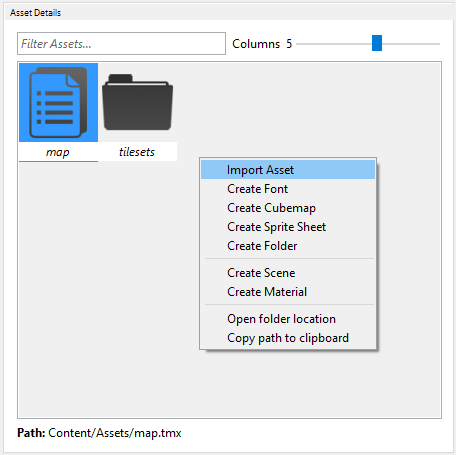 Asset Details
Filter Assets...
Columns 5
map
tilesets
Import Asset
Create Font
Create Cubemap
Create Sprite Sheet
Create Folder
Create Scene
Create Material
Open folder location
Copy path to clipboard
Path: Content/Assets/map.tmx